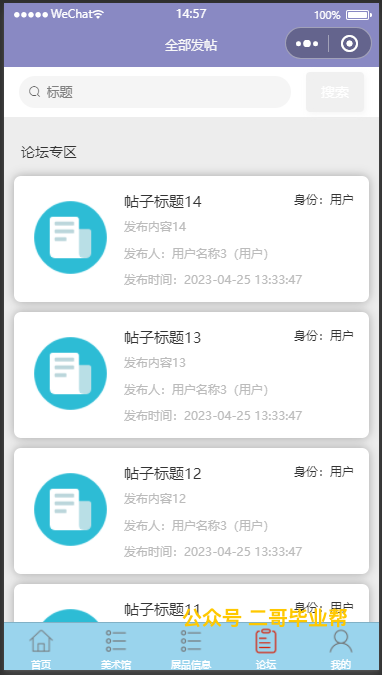 WeChat 14:57 100%
全部发帖
标题 搜索
论坛专区
帖子标题14 身份：用户
发布内容14
发布人：用户名称3（用户）
发布时间：2023-04-25 13:33:47
帖子标题13 身份：用户
发布内容13
发布人：用户名称3（用户）
发布时间：2023-04-25 13:33:47
帖子标题12 身份：用户
发布内容12
发布人：用户名称3（用户）
发布时间：2023-04-25 13:33:47
帖子标题11 身份：用户
公众号 二哥毕业帮
首页 美术馆 展品信息 论坛 我的